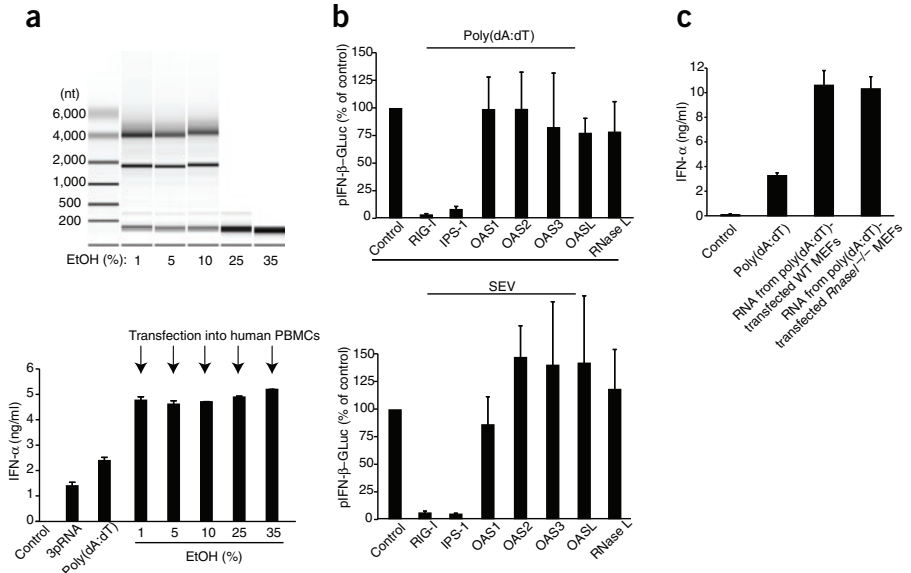 a
(nt)
6,000
4,000
2,000
1,000
500
200
EtOH (%): 1 5 10 25 35
Transfection into human PBMCs
IFN-α (ng/ml)
6
5
4
3
2
1
0
Control
3pRNA
Poly(dA:dT)
1 5 10 25 35
EtOH (%)
b
Poly(dA:dT)
pIFN-β–GLuc (% of control)
150
125
100
75
50
25
0
Control
RIG-I
IPS-1
OAS1
OAS2
OAS3
OASL
RNase L
SEV
pIFN-β–GLuc (% of control)
150
125
100
75
50
25
0
Control
RIG-I
IPS-1
OAS1
OAS2
OAS3
OASL
RNase L
c
IFN-α (ng/ml)
12
10
8
6
4
2
0
Control
Poly(dA:dT)
RNA from poly(dA:dT)-
transfected WT MEFs
RNA from poly(dA:dT)-
transfected Rnasel−/− MEFs